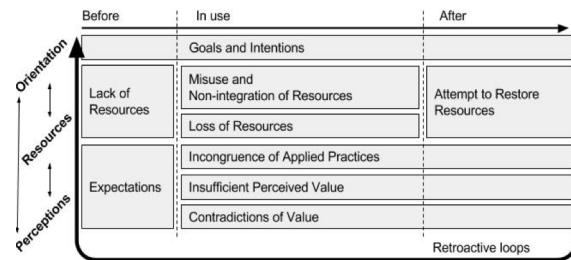 Before
In use
After
Orientation
Resources
Perceptions
Goals and Intentions
Lack of
Resources
Misuse and
Non-integration of Resources
Loss of Resources
Attempt to Restore
Resources
Expectations
Incongruence of Applied Practices
Insufficient Perceived Value
Contradictions of Value
Retroactive loops